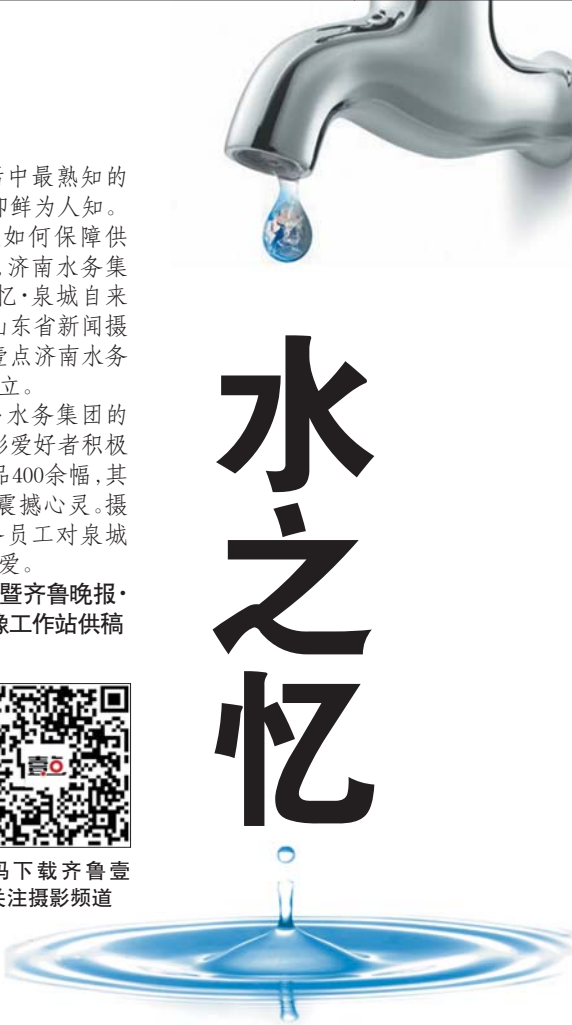 活中最熟知的
却鲜为人知。
如何保障供
济南水务集
忆·泉城自来
山东省新闻摄
壹点济南水务
立。
水务集团的
影爱好者积极
品400余幅,其
震撼心灵。摄
务员工对泉城
爱。
暨齐鲁晚报·
像工作站供稿
壹点
码下载齐鲁壹
关注摄影频道
水之忆